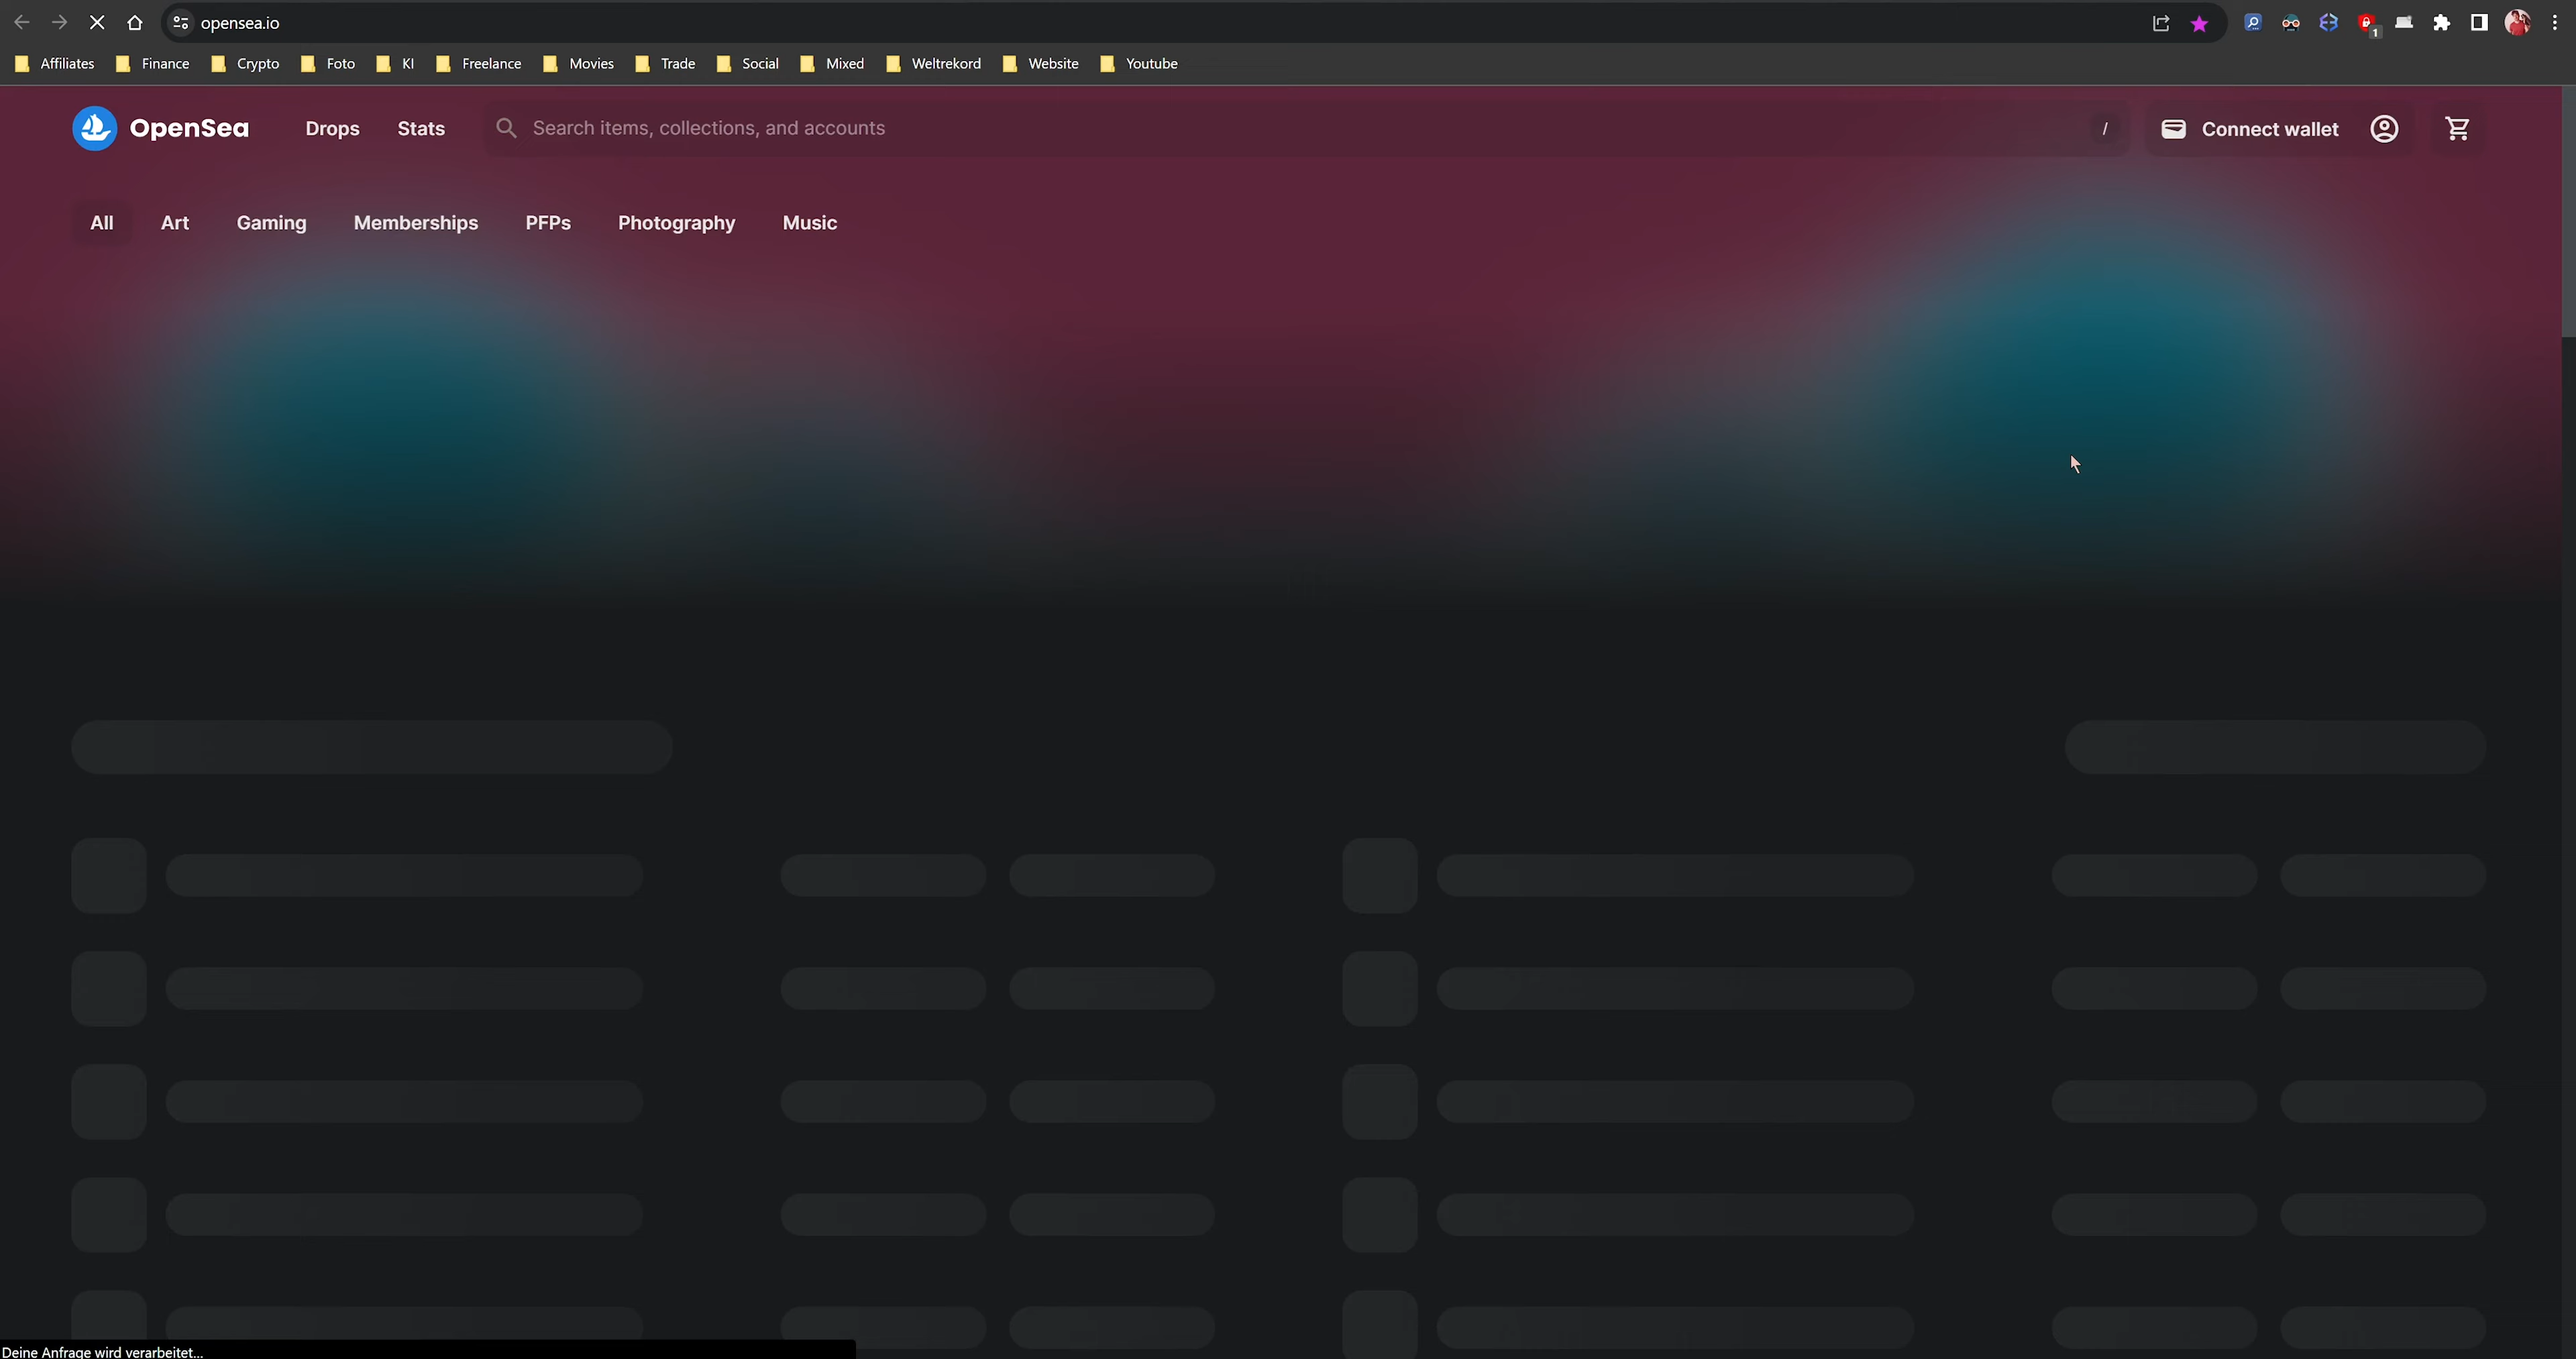 opensea.io
1
Affiliates Finance Crypto Foto KI Freelance Movies Trade Social Mixed Weltrekord Website Youtube
OpenSea Drops Stats Search items, collections, and accounts / Connect wallet
All Art Gaming Memberships PFPs Photography Music
Deine Anfrage wird verarbeitet...